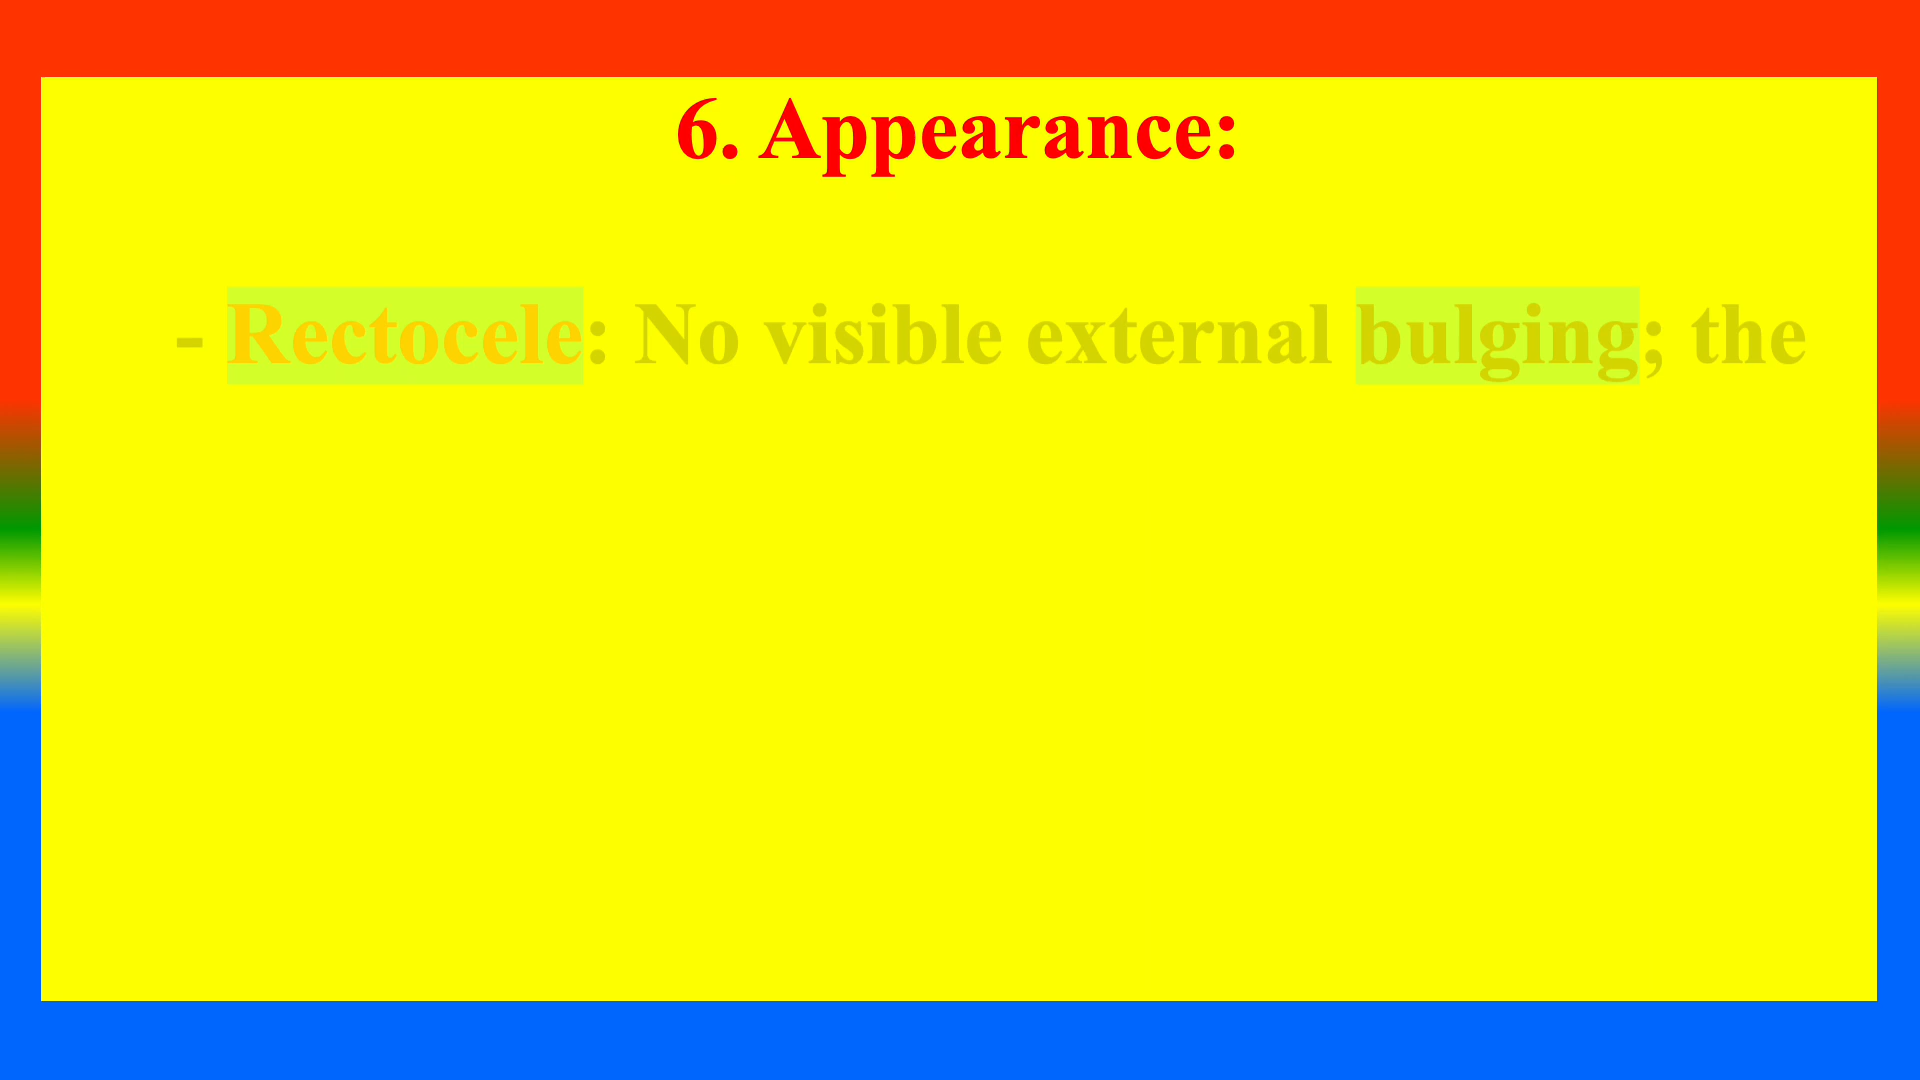 6. Appearance:
- Rectocele: No visible external bulging; the